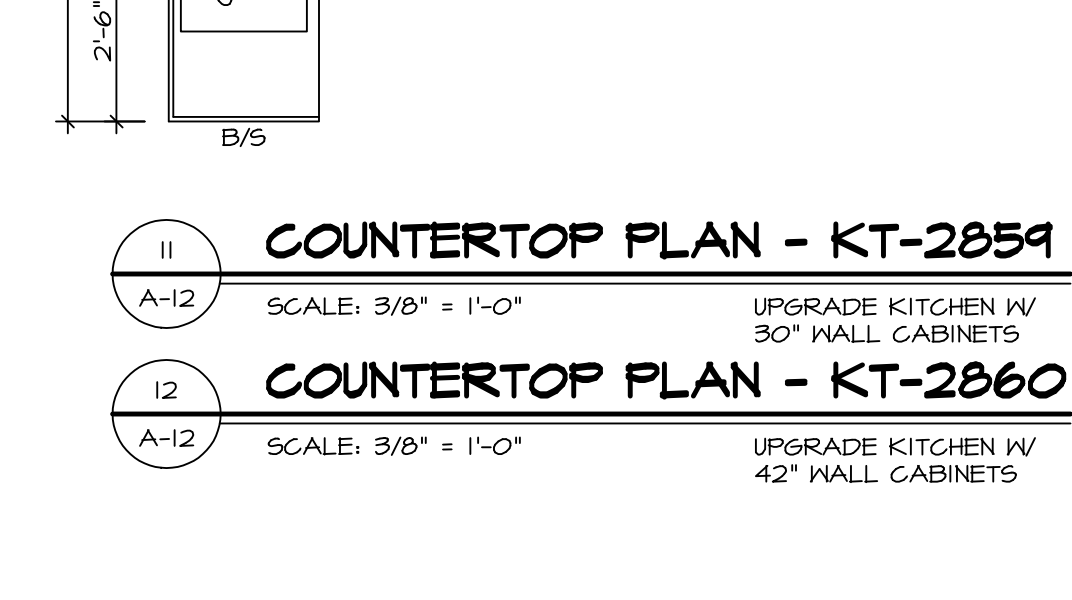 2'-6"
B/S
11
COUNTERTOP PLAN - KT-2859
A-12
SCALE: 3/8" = 1'-0"
UPGRADE KITCHEN W/
30" WALL CABINETS
12
COUNTERTOP PLAN - KT-2860
A-12
SCALE: 3/8" = 1'-0"
UPGRADE KITCHEN W/
42" WALL CABINETS